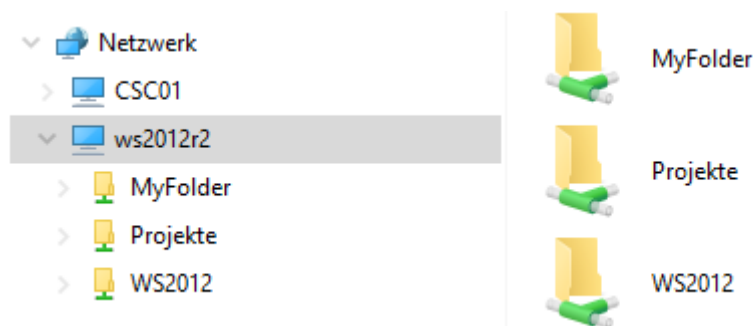 Netzwerk
CSC01
ws2012r2
MyFolder
Projekte
WS2012
MyFolder
Projekte
WS2012